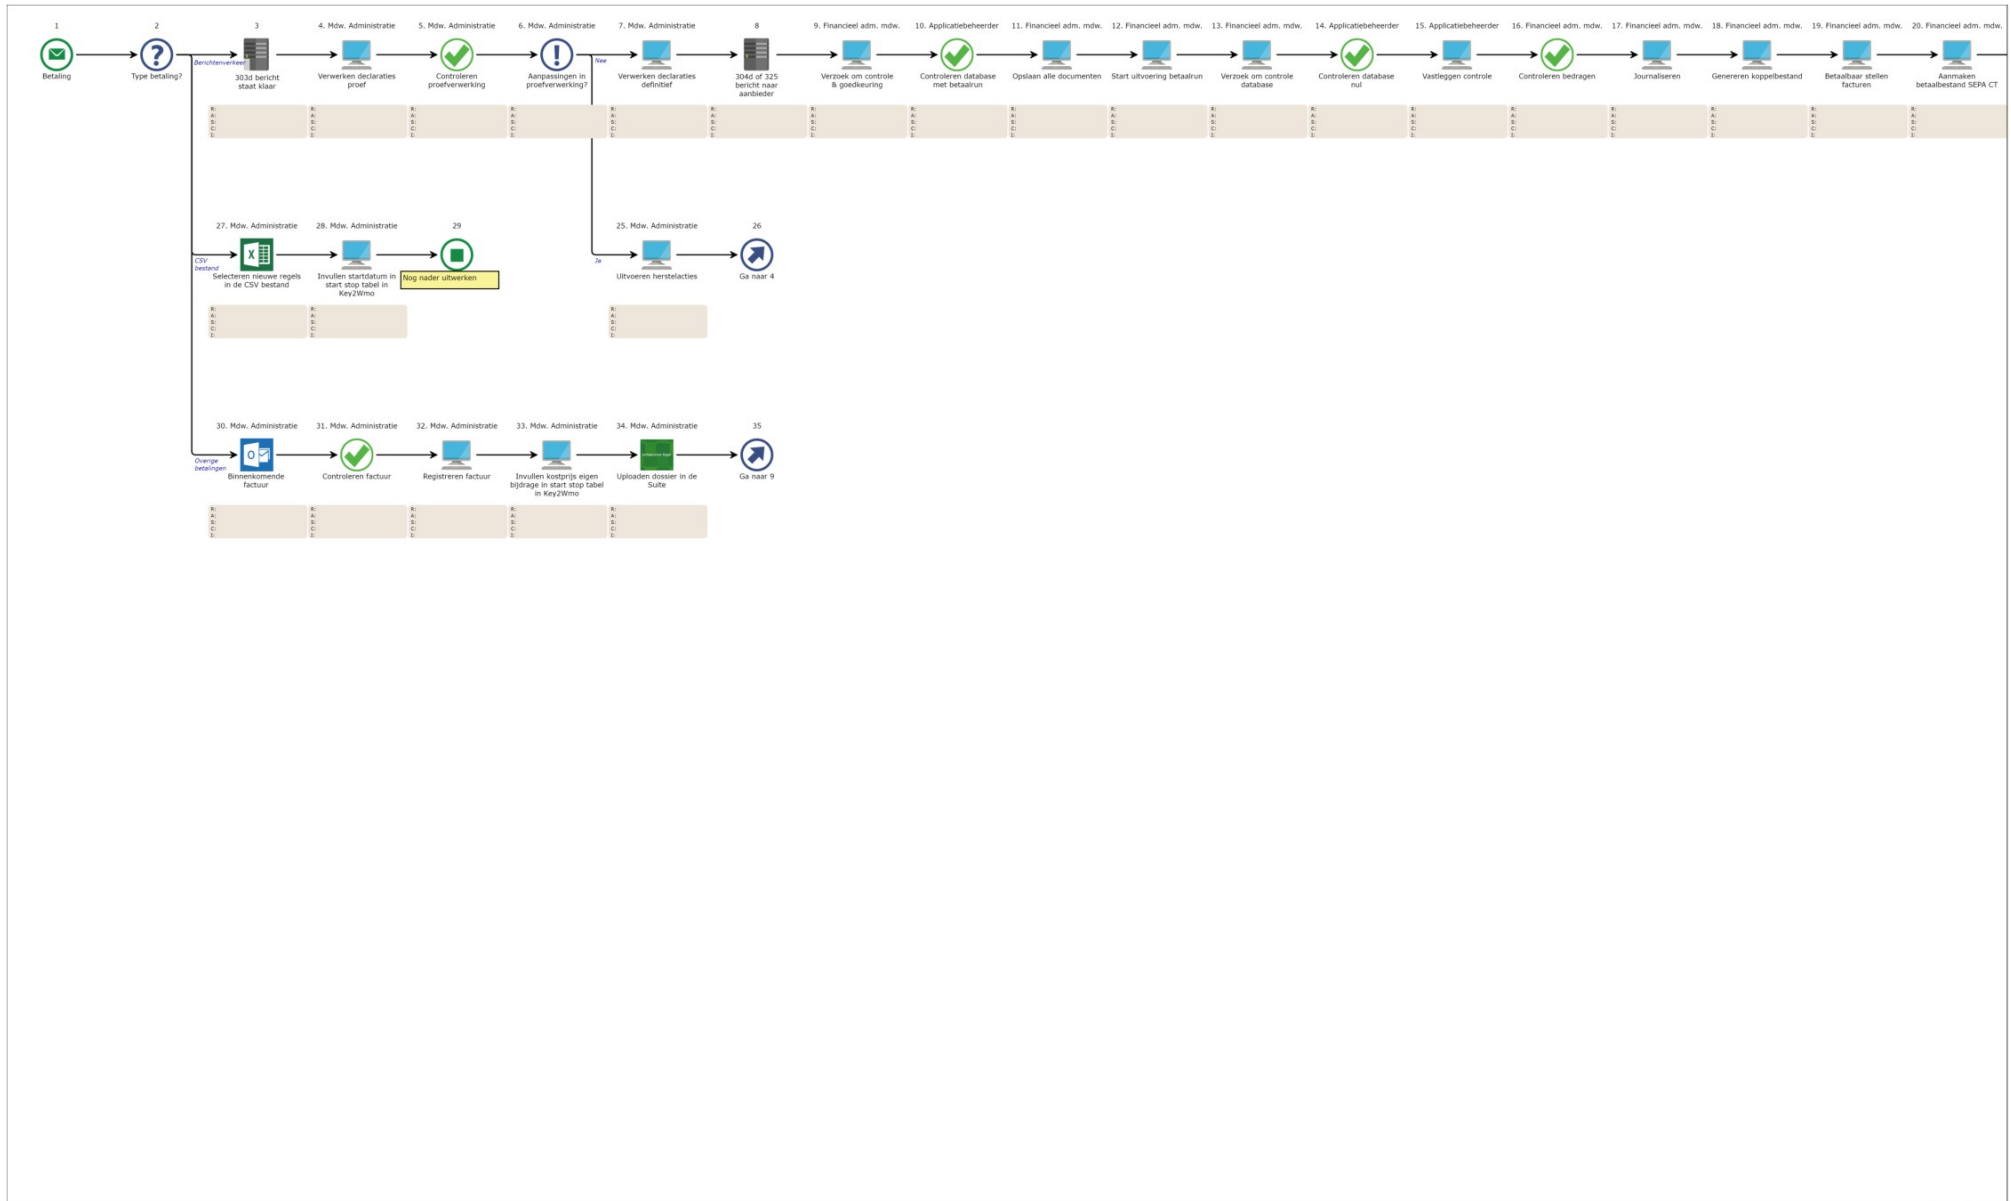 1
2
3
4. Mdw. Administratie
5. Mdw. Administratie
6. Mdw. Administratie
7. Mdw. Administratie
8
9. Financieel adm. mdw.
10. Applicatiebeheerder
11. Financieel adm. mdw.
12. Financieel adm. mdw.
13. Financieel adm. mdw.
14. Applicatiebeheerder
15. Applicatiebeheerder
16. Financieel adm. mdw.
17. Financieel adm. mdw.
18. Financieel adm. mdw.
19. Financieel adm. mdw.
20. Financieel adm. mdw.
Berichtenverkeer
Nee
Betaling
Type betaling?
303d bericht
staat klaar
Verwerken declaraties
proef
Controleren
proefverwerking
Aanpassingen in
proefverwerking?
Verwerken declaraties
definitief
304d of 325
bericht naar
aanbieder
Verzoek om controle
& goedkeuring
Controleren database
met betaalrun
Opslaan alle documenten
Start uitvoering betaalrun
Verzoek om controle
database
Controleren database
nul
Vastleggen controle
Controleren bedragen
Journaliseren
Genereren koppelbestand
Betaalbaar stellen
facturen
Aanmaken
betaalbestand SEPA CT
R:
A:
S:
C:
I:
R:
A:
S:
C:
I:
R:
A:
S:
C:
I:
R:
A:
S:
C:
I:
R:
A:
S:
C:
I:
R:
A:
S:
C:
I:
R:
A:
S:
C:
I:
R:
A:
S:
C:
I:
R:
A:
S:
C:
I:
R:
A:
S:
C:
I:
R:
A:
S:
C:
I:
R:
A:
S:
C:
I:
R:
A:
S:
C:
I:
R:
A:
S:
C:
I:
R:
A:
S:
C:
I:
R:
A:
S:
C:
I:
R:
A:
S:
C:
I:
R:
A:
S:
C:
I:
27. Mdw. Administratie
28. Mdw. Administratie
29
25. Mdw. Administratie
26
CSV
bestand
Ja
Selecteren nieuwe regels
in de CSV bestand
Invullen startdatum in
start stop tabel in
Key2Wmo
Nog nader uitwerken
Uitvoeren herstelacties
Ga naar 4
R:
A:
S:
C:
I:
R:
A:
S:
C:
I:
R:
A:
S:
C:
I:
30. Mdw. Administratie
31. Mdw. Administratie
32. Mdw. Administratie
33. Mdw. Administratie
34. Mdw. Administratie
35
Overige
betalingen
Binnenkomende
factuur
Controleren factuur
Registreren factuur
Invullen kostprijs eigen
bijdrage in start stop tabel
in Key2Wmo
Uploaden dossier in de
Suite
Ga naar 9
R:
A:
S:
C:
I:
R:
A:
S:
C:
I:
R:
A:
S:
C:
I:
R:
A:
S:
C:
I:
R:
A:
S:
C:
I: